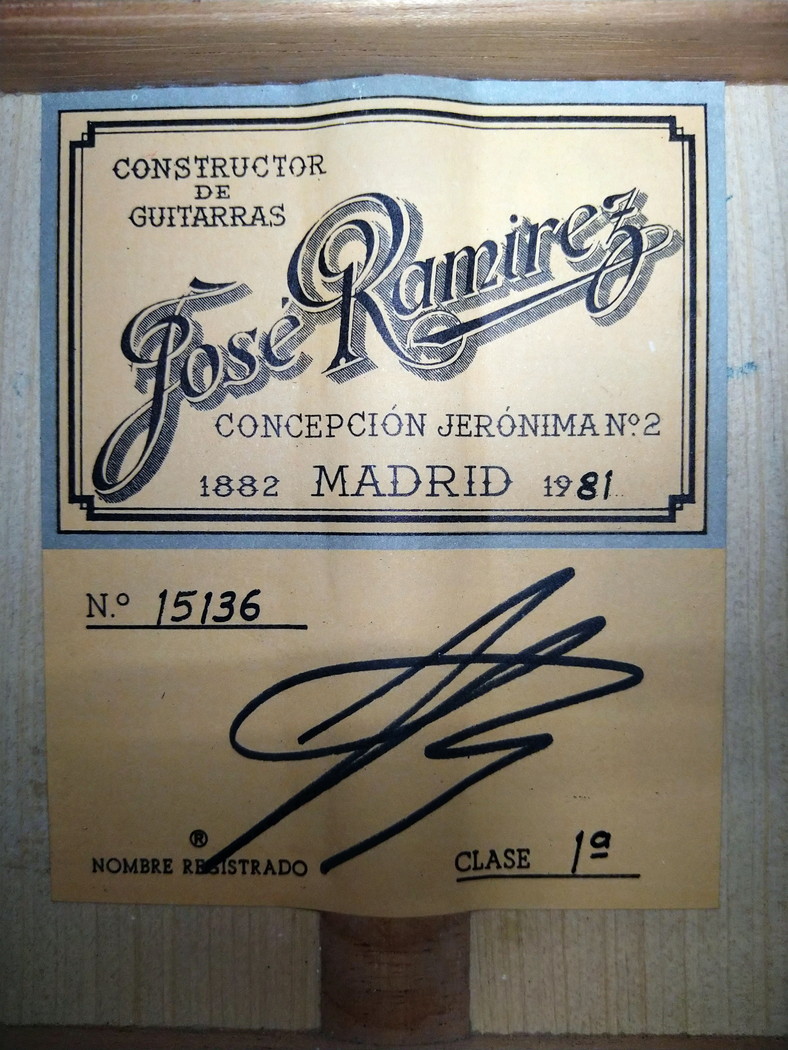 CONSTRUCTOR
DE
GUITARRAS
José Ramirez
CONCEPCIÓN JERÓNIMA Nº. 2
1882 MADRID 1981
N.º 15136
®
NOMBRE REGISTRADO
CLASE 1ª